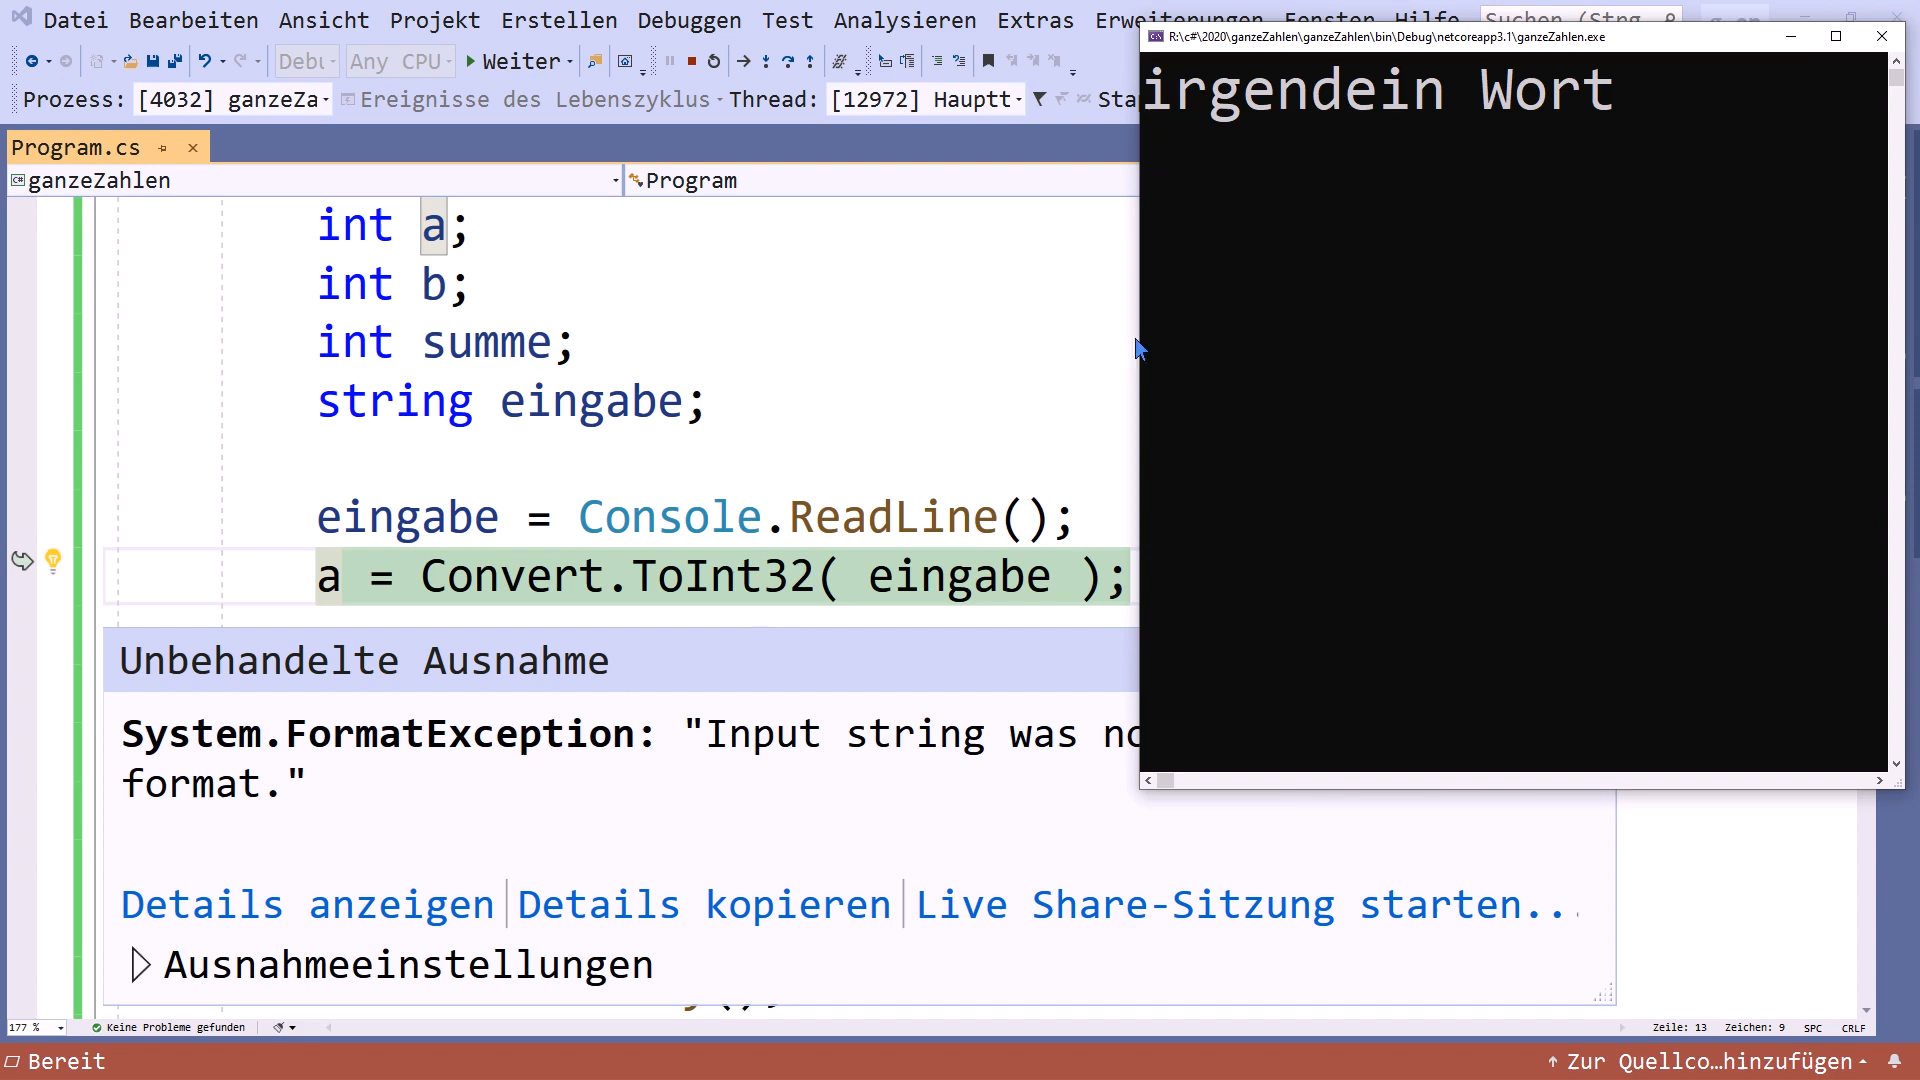 Datei Bearbeiten Ansicht Projekt Erstellen Debuggen Test Analysieren Extras
R:\c#\2020\ganzeZahlen\ganzeZahlen\bin\Debug\netcoreapp3.1\ganzeZahlen.exe
Any CPU Weiter
Prozess: [4032] ganzeZa Ereignisse des Lebenszyklus Thread: [12972] Hauptt
irgendein Wort
Program.cs
ganzeZahlen Program
int a;
int b;
int summe;
string eingabe;
eingabe = Console.ReadLine();
a = Convert.ToInt32( eingabe );
Unbehandelte Ausnahme
System.FormatException: "Input string was
format."
Details anzeigen Details kopieren Live Share-Sitzung starten...
Ausnahmeeinstellungen
177 % Keine Probleme gefunden Zeile: 13 Zeichen: 9 SPC CRLF
Bereit Zur Quellco...hinzufügen